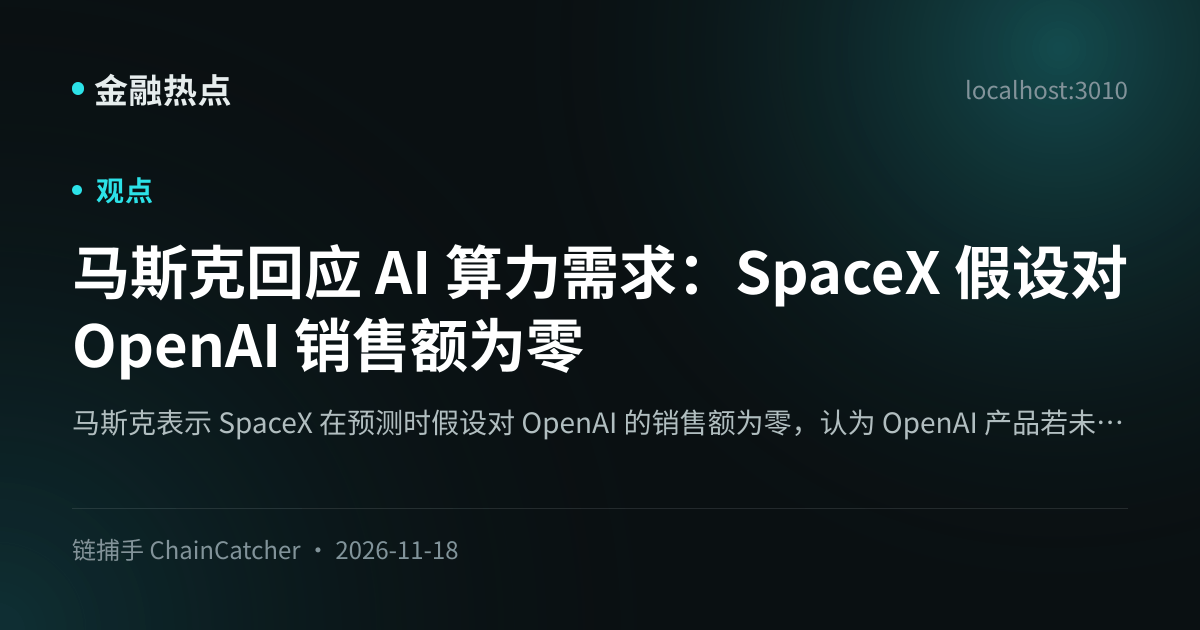 金融热点
localhost:3010
观点
马斯克回应 AI 算力需求：SpaceX 假设对
OpenAI 销售额为零
马斯克表示 SpaceX 在预测时假设对 OpenAI 的销售额为零，认为 OpenAI 产品若未…
链捕手 ChainCatcher · 2026-11-18